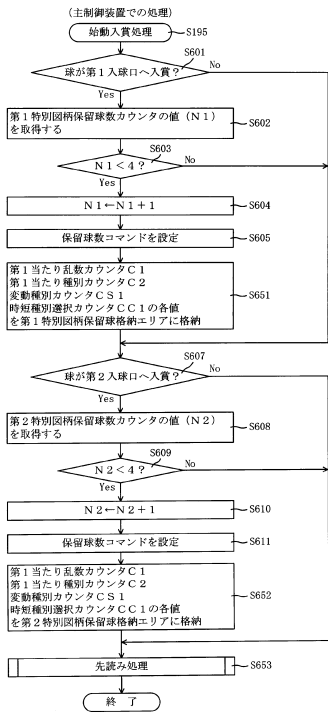 （主制御装置での処理）
始動入賞処理
S195
S601
球が第１入球口へ入賞？
No
Yes
第１特別図柄保留球数カウンタの値（Ｎ１）
を取得する
S602
S603
Ｎ１＜４？
No
Yes
Ｎ１←Ｎ１＋１
S604
保留球数コマンドを設定
S605
第１当たり乱数カウンタＣ１
第１当たり種別カウンタＣ２
変動種別カウンタＣＳ１
時短種別選択カウンタＣＣ１の各値
を第１特別図柄保留球格納エリアに格納
S651
S607
球が第２入球口へ入賞？
No
Yes
第２特別図柄保留球数カウンタの値（Ｎ２）
を取得する
S608
S609
Ｎ２＜４？
No
Yes
Ｎ２←Ｎ２＋１
S610
保留球数コマンドを設定
S611
第１当たり乱数カウンタＣ１
第１当たり種別カウンタＣ２
変動種別カウンタＣＳ１
時短種別選択カウンタＣＣ１の各値
を第２特別図柄保留球格納エリアに格納
S652
先読み処理
S653
終　了